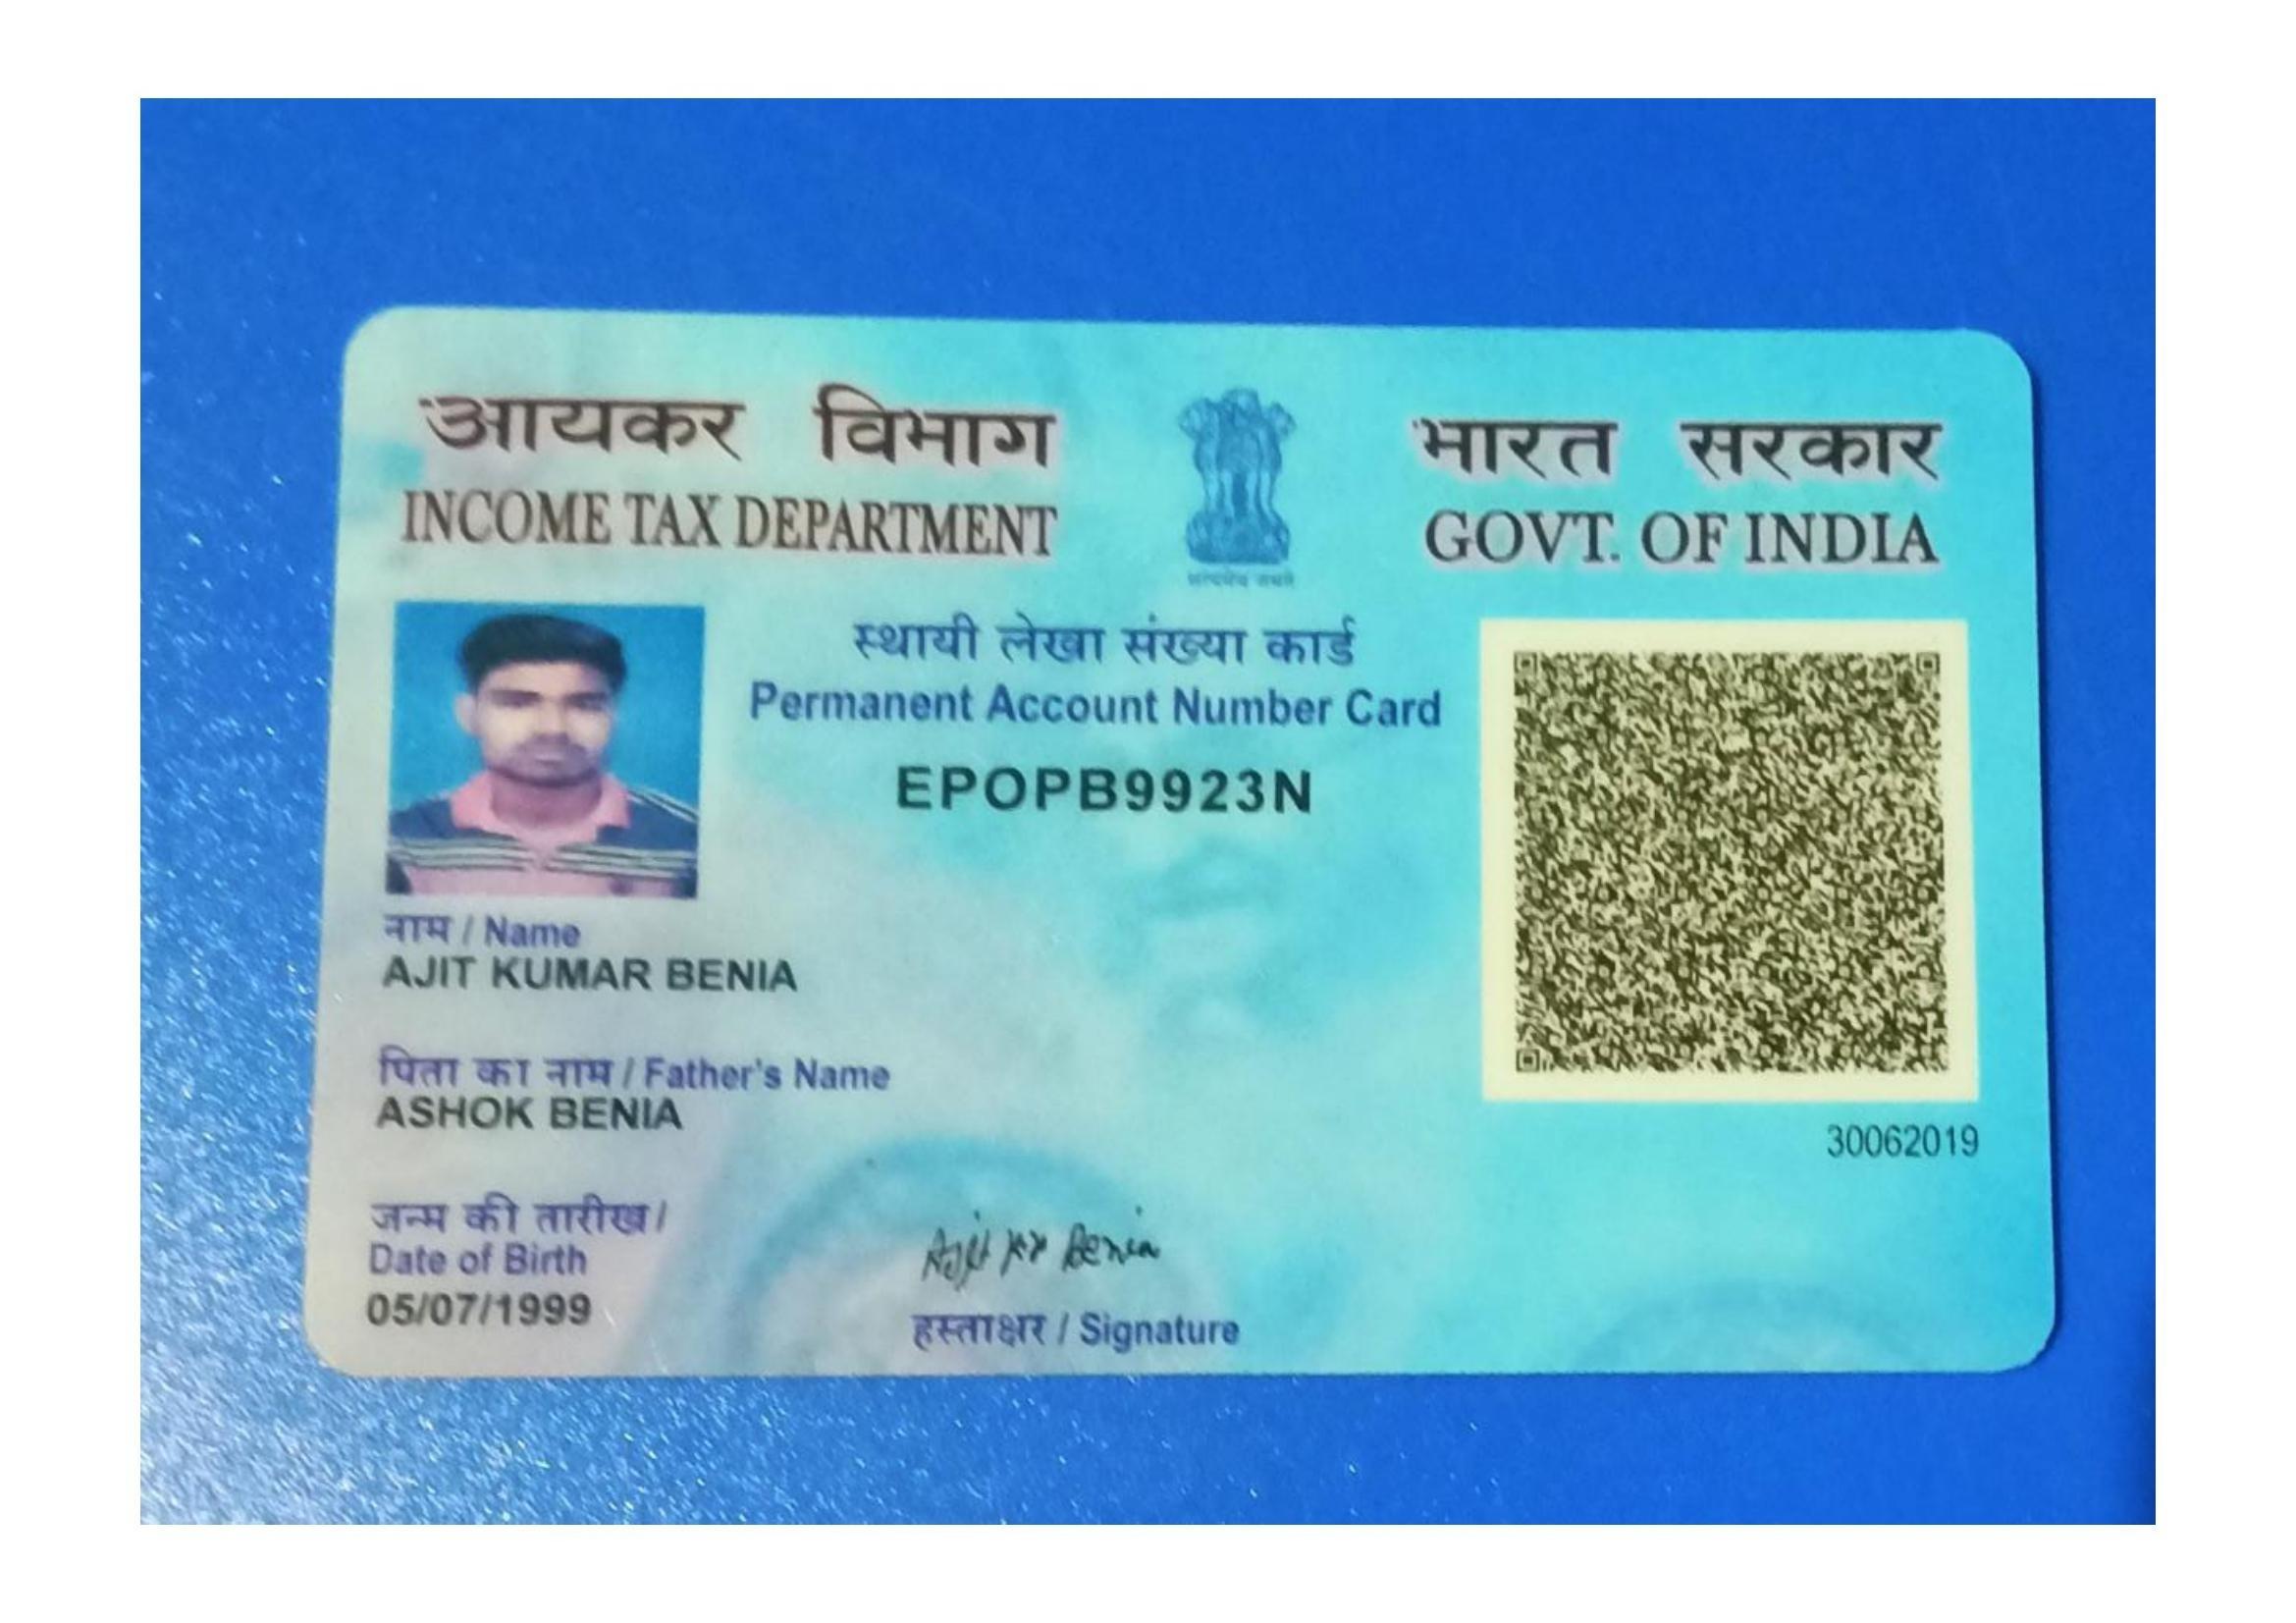 आयकर विभाग
INCOME TAX DEPARTMENT
भारत सरकार
GOVT. OF INDIA
सत्यमेव जयते
स्थायी लेखा संख्या कार्ड
Permanent Account Number Card
EPOPB9923N
नाम / Name
AJIT KUMAR BENIA
पिता का नाम / Father's Name
ASHOK BENIA
30062019
जन्म की तारीख /
Date of Birth
05/07/1999
Ajit kr Benia
हस्ताक्षर / Signature